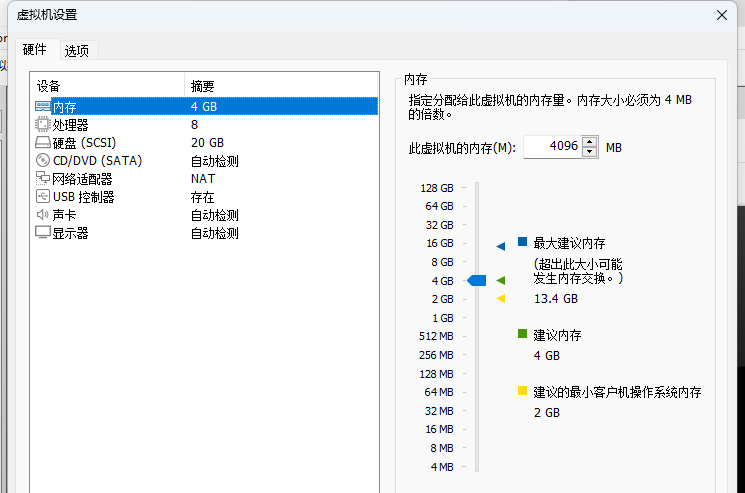 虚拟机设置
硬件 选项
设备 摘要
内存 4 GB
处理器 8
硬盘 (SCSI) 20 GB
CD/DVD (SATA) 自动检测
网络适配器 NAT
USB 控制器 存在
声卡 自动检测
显示器 自动检测
内存
指定分配给此虚拟机的内存量。内存大小必须为 4 MB
的倍数。
此虚拟机的内存(M): 4096 MB
128 GB
64 GB
32 GB
16 GB
8 GB
4 GB
2 GB
1 GB
512 MB
256 MB
128 MB
64 MB
32 MB
16 MB
8 MB
4 MB
最大建议内存
(超出此大小可能
发生内存交换。)
13.4 GB
建议内存
4 GB
建议的最小客户机操作系统内存
2 GB